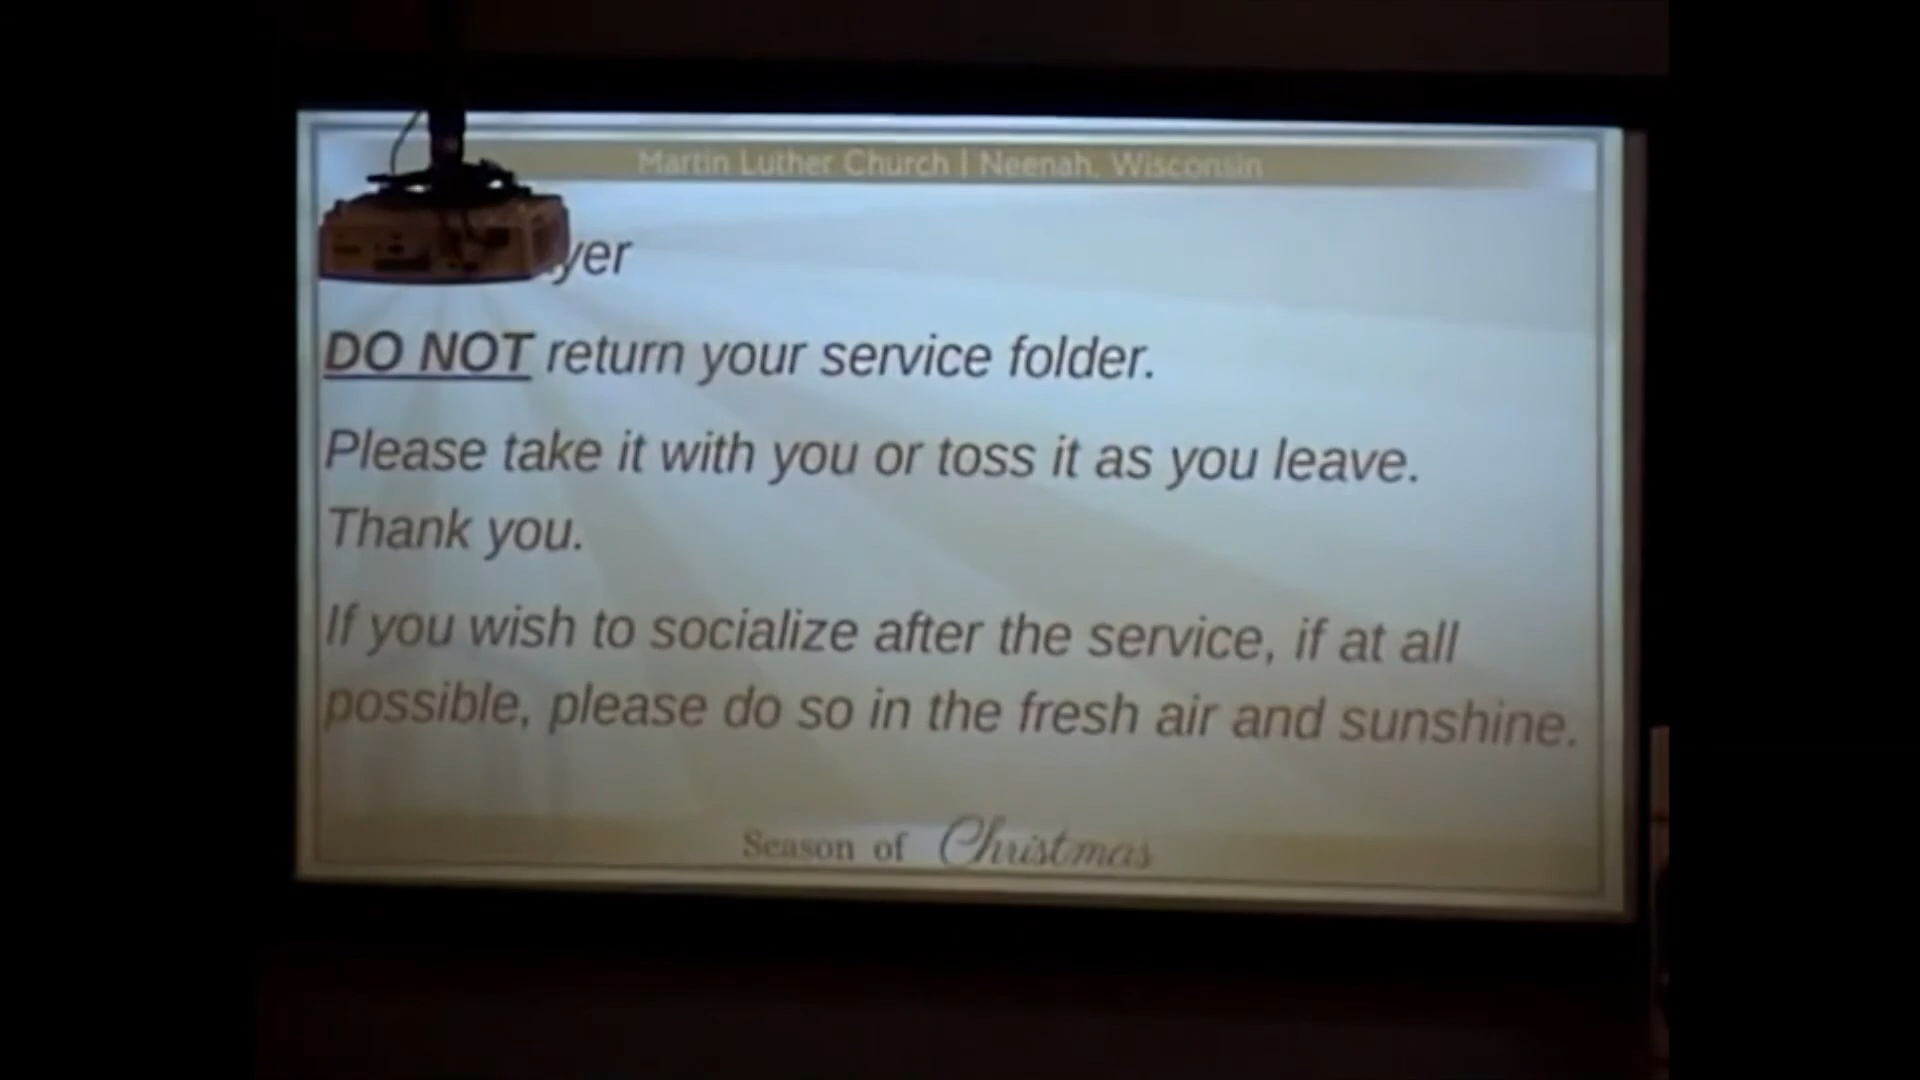 Martin Luther Church | Neenah, Wisconsin
DO NOT return your service folder.
Please take it with you or toss it as you leave.
Thank you.
If you wish to socialize after the service, if at all
possible, please do so in the fresh air and sunshine.
Season of Christmas